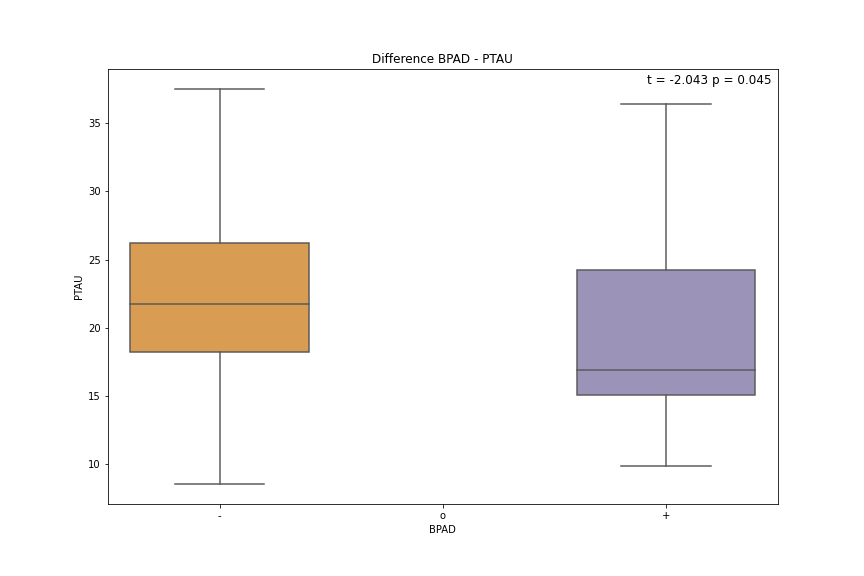 Difference BPAD - PTAU
t = -2.043 p = 0.045
35
30
25
20
15
10
PTAU
- o +
BPAD